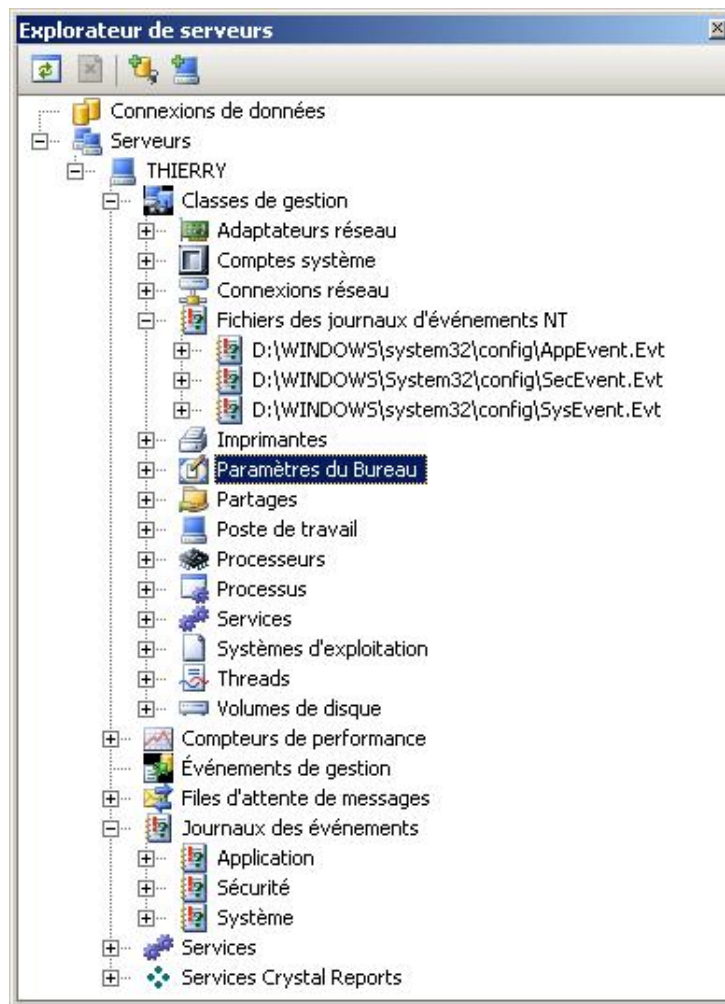 Explorateur de serveurs
Connexions de données
Serveurs
THIERRY
Classes de gestion
Adaptateurs réseau
Comptes système
Connexions réseau
Fichiers des journaux d'événements NT
D:\WINDOWS\system32\config\AppEvent.Evt
D:\WINDOWS\System32\config\SecEvent.Evt
D:\WINDOWS\system32\config\SysEvent.Evt
Imprimantes
Paramètres du Bureau
Partages
Poste de travail
Processeurs
Processus
Services
Systèmes d'exploitation
Threads
Volumes de disque
Compteurs de performance
Événements de gestion
Files d'attente de messages
Journaux des événements
Application
Sécurité
Système
Services
Services Crystal Reports